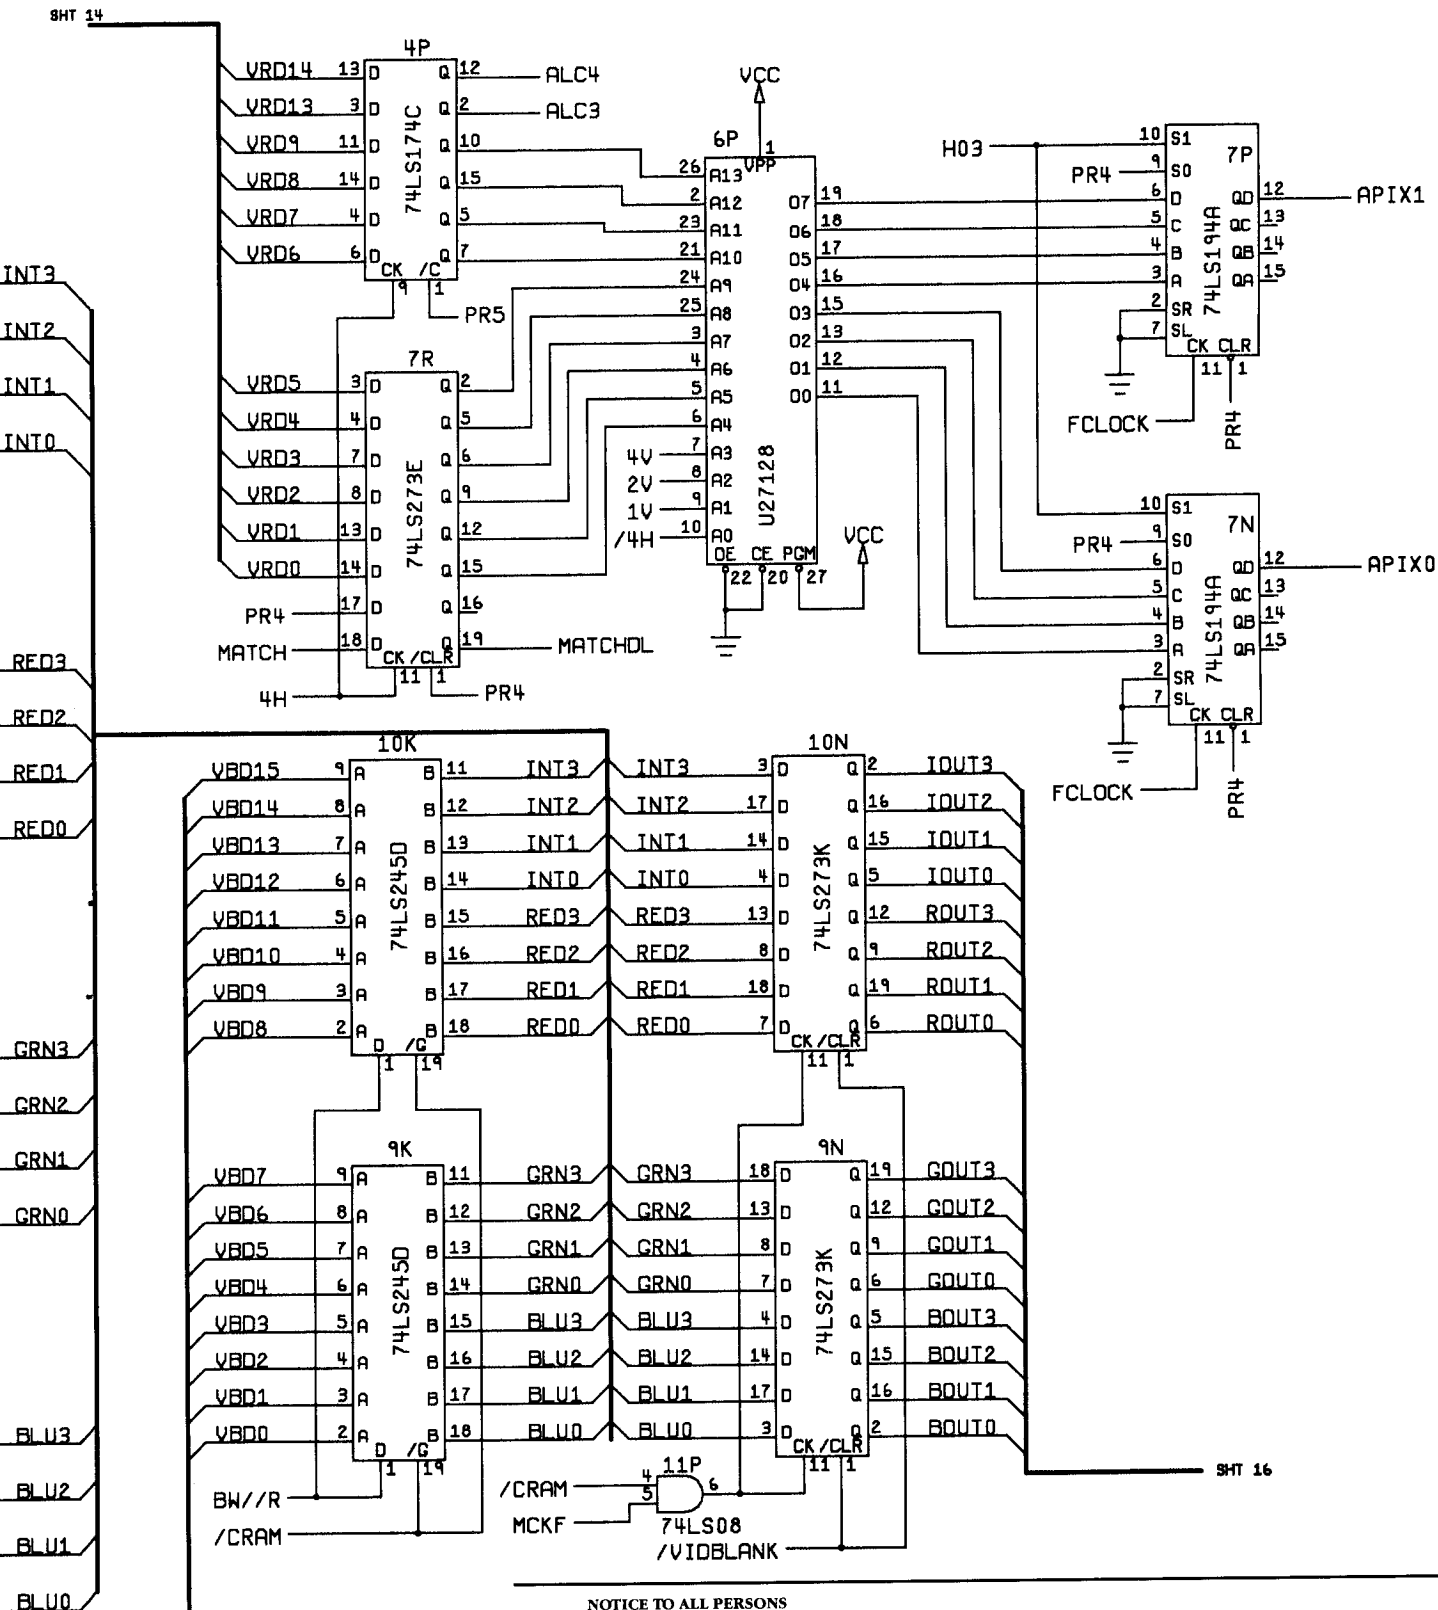 SHT 14
4P
VRD14 13 D Q 12 ALC4
VRD13 3 D Q 2 ALC3
VRD9 11 D Q 10
VRD8 14 D Q 15
VRD7 4 D Q 5
VRD6 6 D Q 7
74LS174C
CK /C
9 1
PR5
7R
VRD5 3 D Q 2
VRD4 4 D Q 5
VRD3 7 D Q 6
VRD2 8 D Q 9
VRD1 13 D Q 12
VRD0 14 D Q 15
PR4 17 D Q 16
MATCH 18 D Q 19 MATCHDL
74LS273E
CK /CLR
11 1
4H
PR4
VCC
6P
1
VPP
26 A13
2 A12 O7 19
23 A11 O6 18
21 A10 O5 17
24 A9 O4 16
25 A8 O3 15
3 A7 O2 13
4 A6 O1 12
5 A5 O0 11
6 A4
4V 7 A3
2V 8 A2
1V 9 A1
/4H 10 A0
U27128
OE CE PGM
22 20 27
VCC
H03 10 S1
7P
PR4 9 S0
6 D QD 12 APIX1
5 C QC 13
4 B QB 14
3 A QA 15
2 SR
7 SL
74LS194A
CK CLR
11 1
FCLOCK
PR4
10 S1
7N
PR4 9 S0
6 D QD 12 APIX0
5 C QC 13
4 B QB 14
3 A QA 15
2 SR
7 SL
74LS194A
CK CLR
11 1
FCLOCK
PR4
INT3
INT2
INT1
INT0
RED3
RED2
RED1
RED0
GRN3
GRN2
GRN1
GRN0
BLU3
BLU2
BLU1
BLU0
10K
VBD15 9 A B 11 INT3
VBD14 8 A B 12 INT2
VBD13 7 A B 13 INT1
VBD12 6 A B 14 INT0
VBD11 5 A B 15 RED3
VBD10 4 A B 16 RED2
VBD9 3 A B 17 RED1
VBD8 2 A B 18 RED0
74LS245D
D /G
1 19
10N
INT3 3 D Q 2 IOUT3
INT2 17 D Q 16 IOUT2
INT1 14 D Q 15 IOUT1
INT0 4 D Q 5 IOUT0
RED3 13 D Q 12 ROUT3
RED2 8 D Q 9 ROUT2
RED1 18 D Q 19 ROUT1
RED0 7 D Q 6 ROUT0
74LS273K
CK /CLR
11 1
9K
VBD7 9 A B 11 GRN3
VBD6 8 A B 12 GRN2
VBD5 7 A B 13 GRN1
VBD4 6 A B 14 GRN0
VBD3 5 A B 15 BLU3
VBD2 4 A B 16 BLU2
VBD1 3 A B 17 BLU1
VBD0 2 A B 18 BLU0
74LS245D
D /G
1 19
BW//R
/CRAM
9N
GRN3 18 D Q 19 GOUT3
GRN2 13 D Q 12 GOUT2
GRN1 8 D Q 9 GOUT1
GRN0 7 D Q 6 GOUT0
BLU3 4 D Q 5 BOUT3
BLU2 14 D Q 15 BOUT2
BLU1 17 D Q 16 BOUT1
BLU0 3 D Q 2 BOUT0
74LS273K
CK /CLR
11 1
11P
/CRAM 4
MCKF 5
6
74LS08
/VIDBLANK
SHT 16
NOTICE TO ALL PERSONS